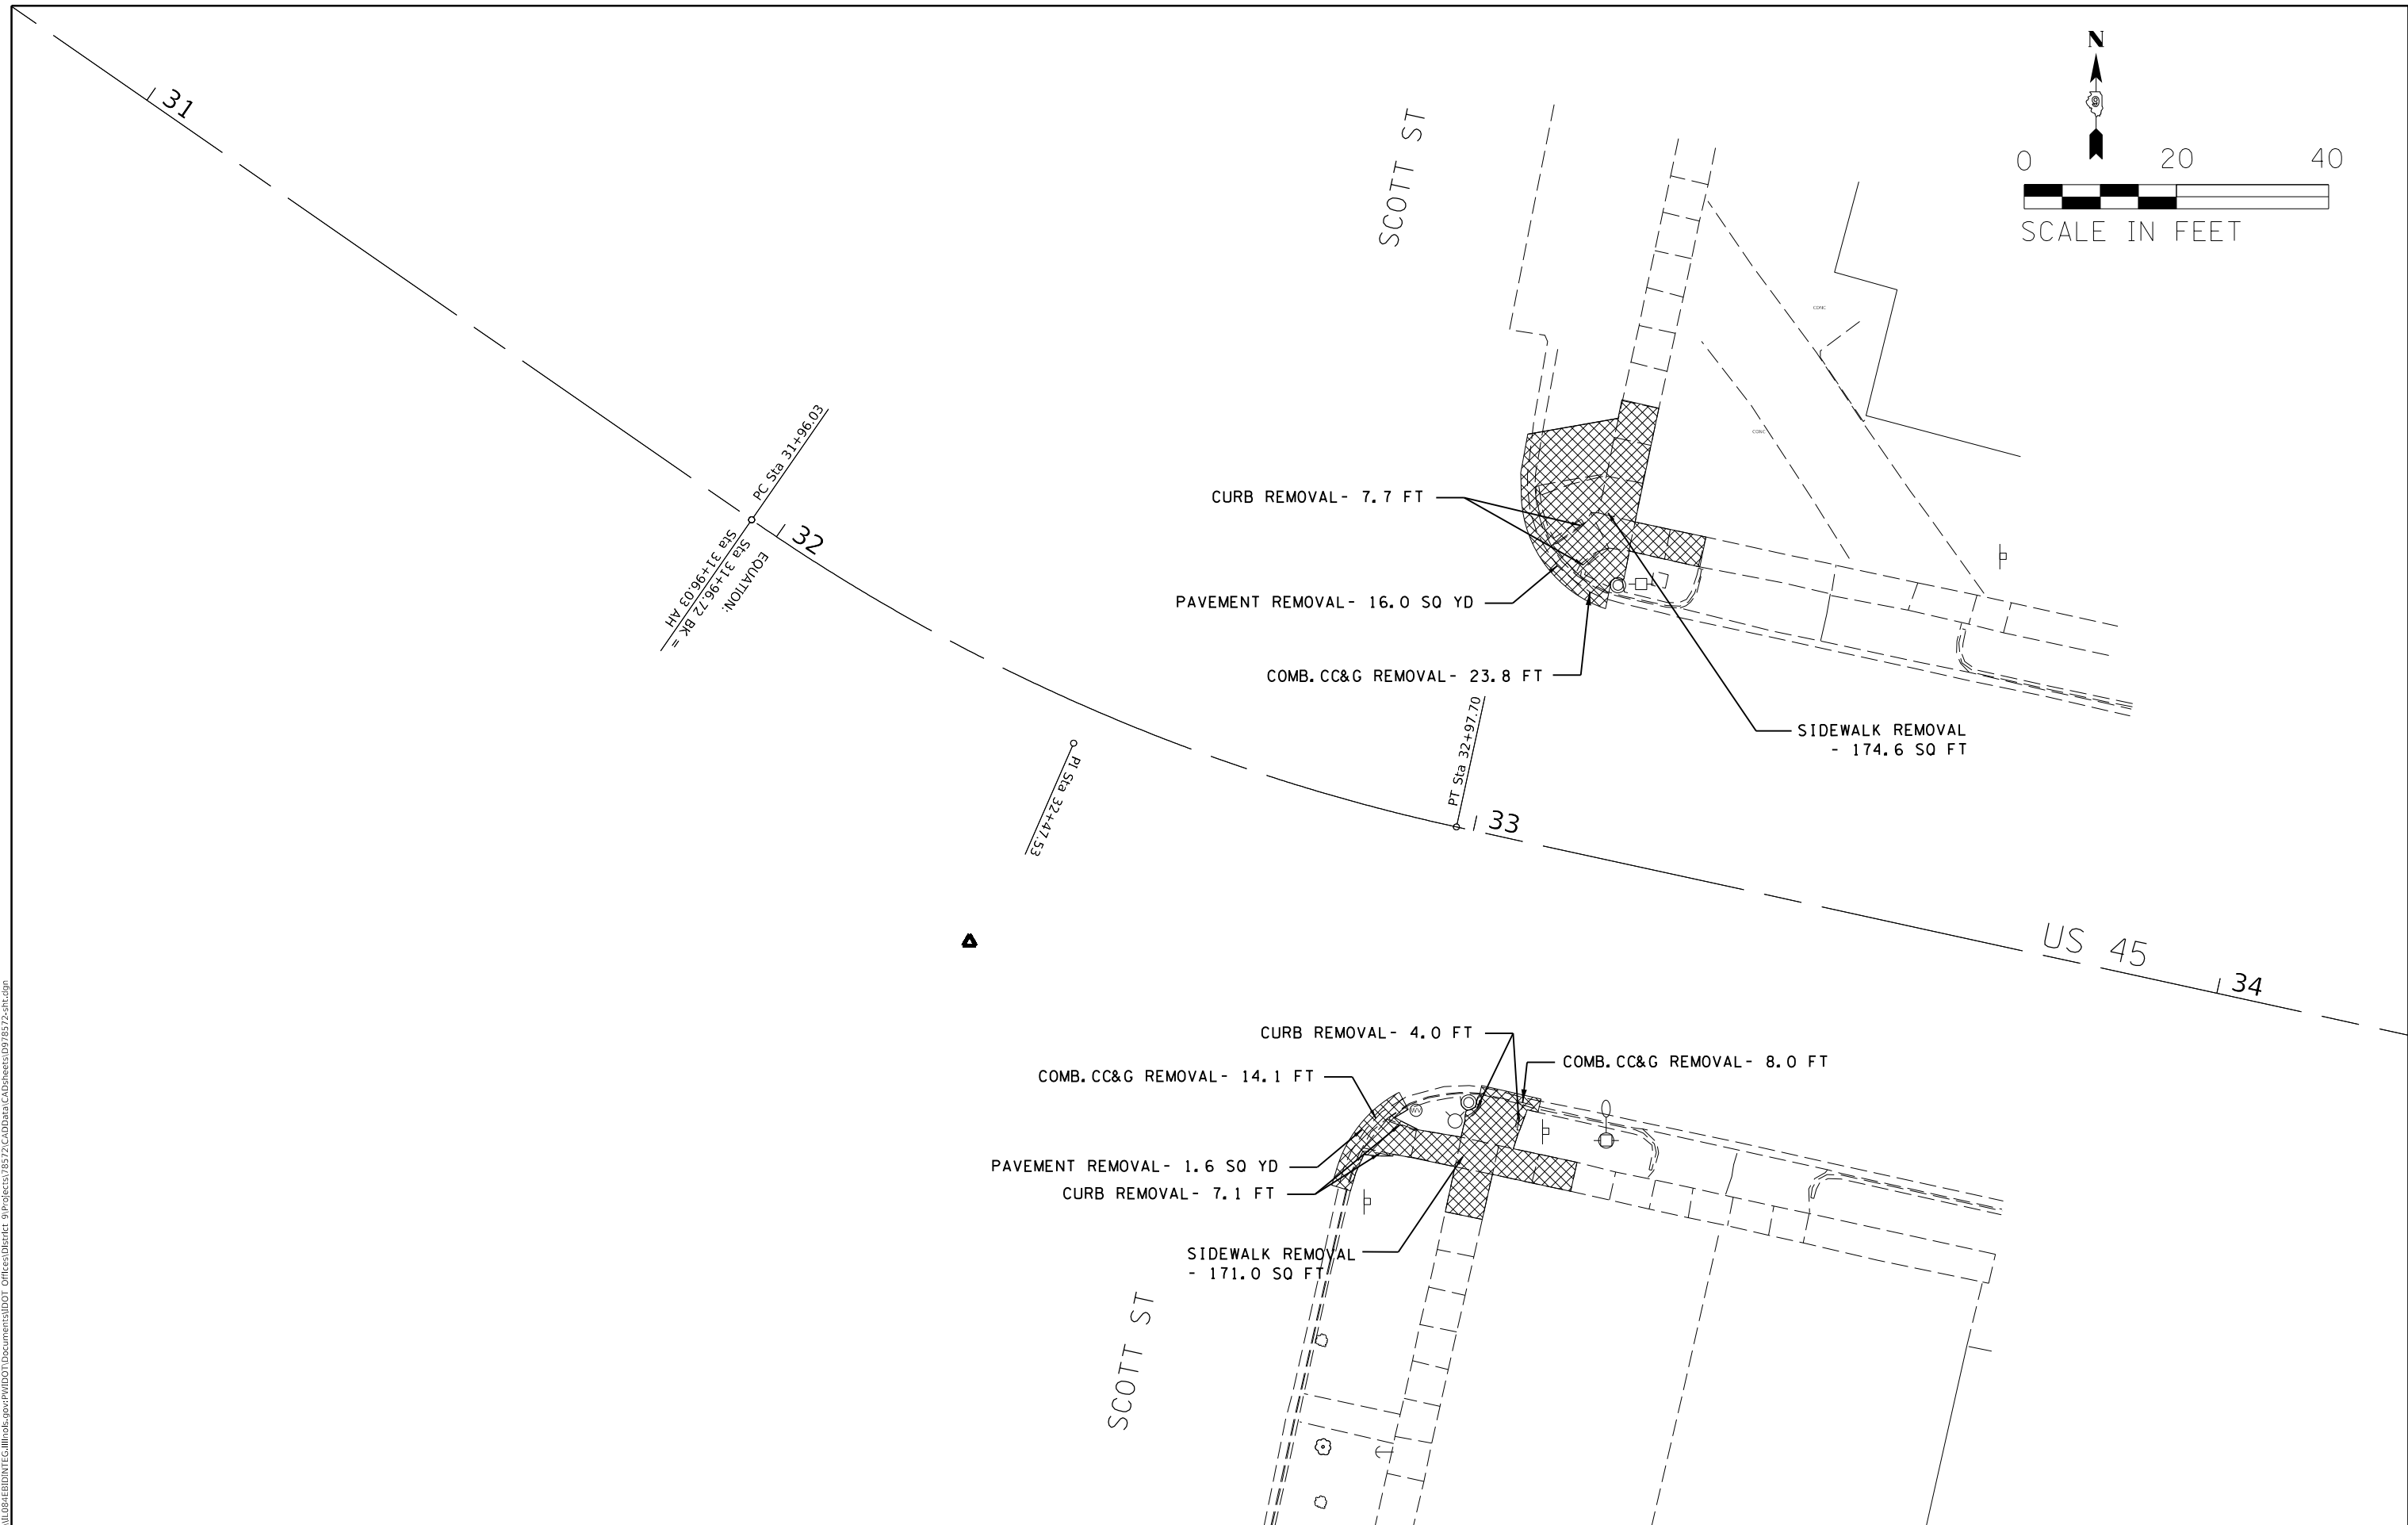 N
9
0 20 40
SCALE IN FEET
31
SCOTT ST
CONC
CONC
PC Sta 31+96.03
32
EQUATION:
Sta 31+96.72 BK =
Sta 31+96.03 AH
CURB REMOVAL- 7.7 FT
PAVEMENT REMOVAL- 16.0 SQ YD
COMB.CC&G REMOVAL- 23.8 FT
SIDEWALK REMOVAL
- 174.6 SQ FT
PI Sta 32+47.53
PT Sta 32+97.70
33
US 45
34
CURB REMOVAL- 4.0 FT
COMB.CC&G REMOVAL- 8.0 FT
COMB.CC&G REMOVAL- 14.1 FT
PAVEMENT REMOVAL- 1.6 SQ YD
CURB REMOVAL- 7.1 FT
SIDEWALK REMOVAL
- 171.0 SQ FT
SCOTT ST